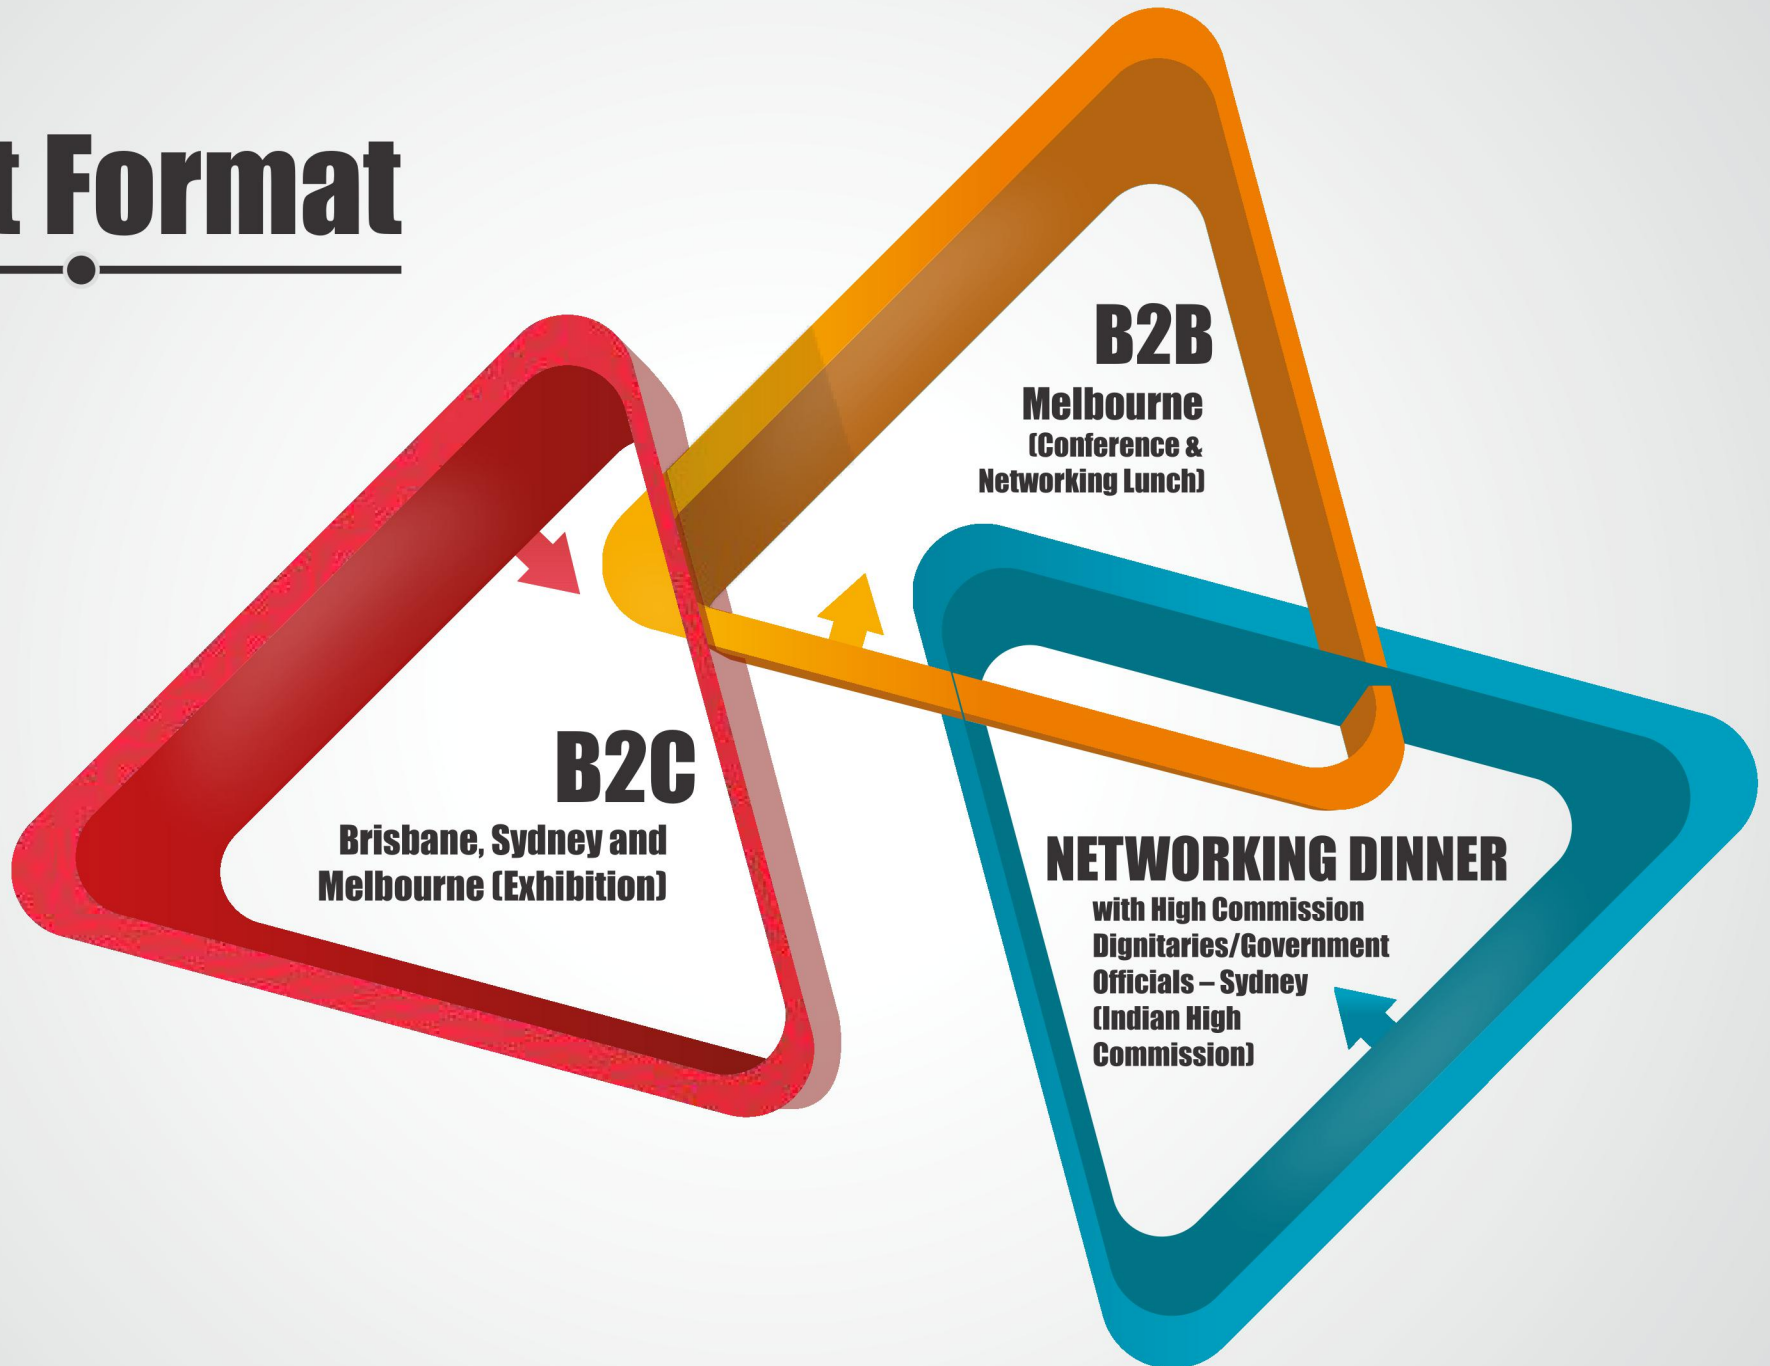 t Format
B2B
Melbourne
(Conference &
Networking Lunch)
B2C
Brisbane, Sydney and
Melbourne (Exhibition)
NETWORKING DINNER
with High Commission
Dignitaries/Government
Officials – Sydney
(Indian High
Commission)